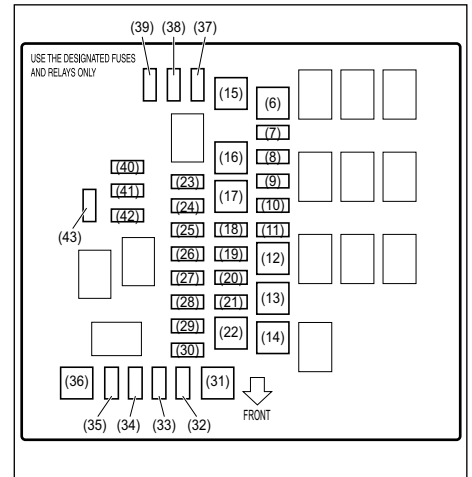 (39) (38) (37)
USE THE DESIGNATED FUSES
AND RELAYS ONLY
(15) (6)
(7)
(16) (8)
(40) (23) (9)
(41) (17)
(24) (10)
(42) (25) (18) (11)
(43) (26) (19) (12)
(27) (20)
(28) (21) (13)
(29) (22) (14)
(30)
(36) (31)
(35) (34) (33) (32) FRONT